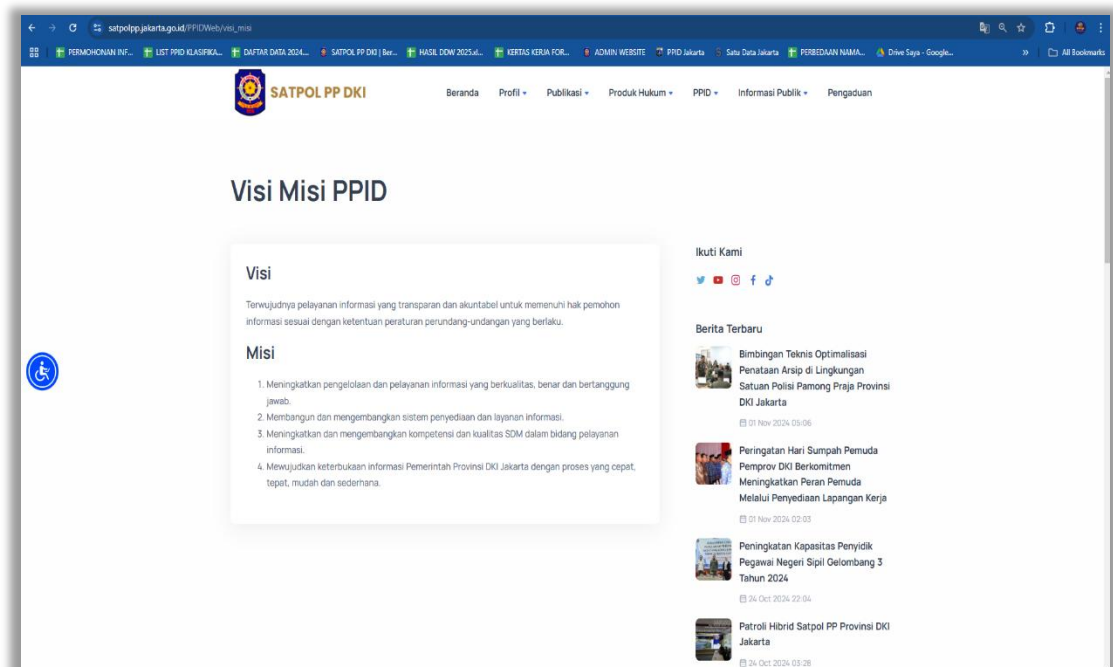 satpolpp.jakarta.go.id/PPIDWeb/visi_misi
PERMOHONAN INF... LIST PPID KLASIFIKA... DAFTAR DATA 2024... SATPOL PP DKI | Ber... HASIL DDW 2025.xl... KERTAS KERJA FOR... ADMIN WEBSITE PPID Jakarta Satu Data Jakarta PERBEDAAN NAMA... Drive Saya - Google... » All Bookmarks
SATPOL PP DKI
Beranda Profil Publikasi Produk Hukum PPID Informasi Publik Pengaduan
Visi Misi PPID
Visi
Terwujudnya pelayanan informasi yang transparan dan akuntabel untuk memenuhi hak pemohon
informasi sesuai dengan ketentuan peraturan perundang-undangan yang berlaku.
Misi
1. Meningkatkan pengelolaan dan pelayanan informasi yang berkualitas, benar dan bertanggung
jawab.
2. Membangun dan mengembangkan sistem penyediaan dan layanan informasi.
3. Meningkatkan dan mengembangkan kompetensi dan kualitas SDM dalam bidang pelayanan
informasi.
4. Mewujudkan keterbukaan informasi Pemerintah Provinsi DKI Jakarta dengan proses yang cepat,
tepat, mudah dan sederhana.
Ikuti Kami
Berita Terbaru
Bimbingan Teknis Optimalisasi
Penataan Arsip di Lingkungan
Satuan Polisi Pamong Praja Provinsi
DKI Jakarta
01 Nov 2024 05:06
Peringatan Hari Sumpah Pemuda
Pemprov DKI Berkomitmen
Meningkatkan Peran Pemuda
Melalui Penyediaan Lapangan Kerja
01 Nov 2024 02:03
Peningkatan Kapasitas Penyidik
Pegawai Negeri Sipil Gelombang 3
Tahun 2024
24 Oct 2024 22:04
Patroli Hibrid Satpol PP Provinsi DKI
Jakarta
24 Oct 2024 03:28